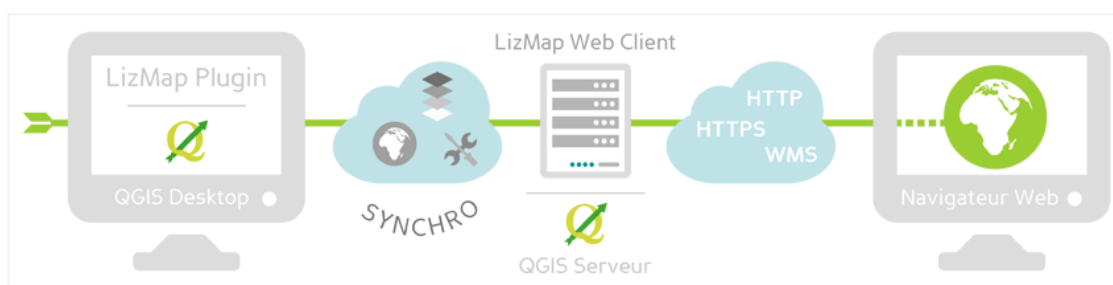 LizMap Plugin
QGIS Desktop
SYNCHRO
LizMap Web Client
QGIS Serveur
HTTP
HTTPS
WMS
Navigateur Web